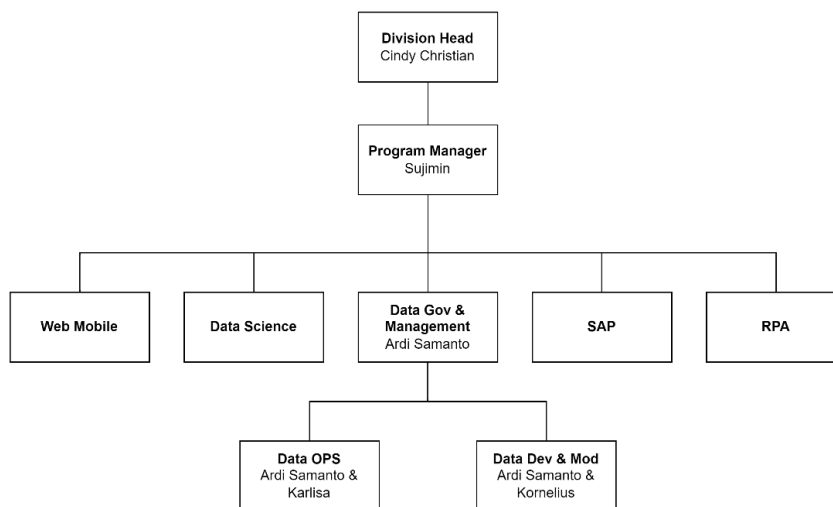 Division Head
Cindy Christian
Program Manager
Sujimin
Web Mobile
Data Science
Data Gov &
Management
Ardi Samanto
SAP
RPA
Data OPS
Ardi Samanto &
Karlisa
Data Dev & Mod
Ardi Samanto &
Kornelius